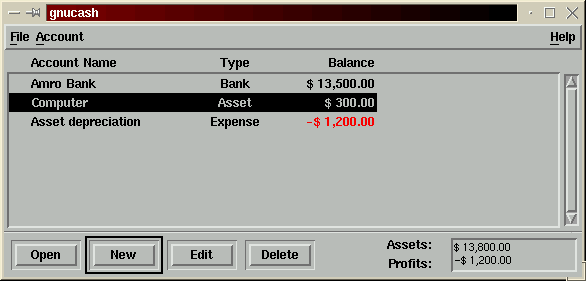 gnucash
File Account Help
Account Name Type Balance
Amro Bank Bank $ 13,500.00
Computer Asset $ 300.00
Asset depreciation Expense -$ 1,200.00
Open New Edit Delete
Assets: $ 13,800.00
Profits: -$ 1,200.00